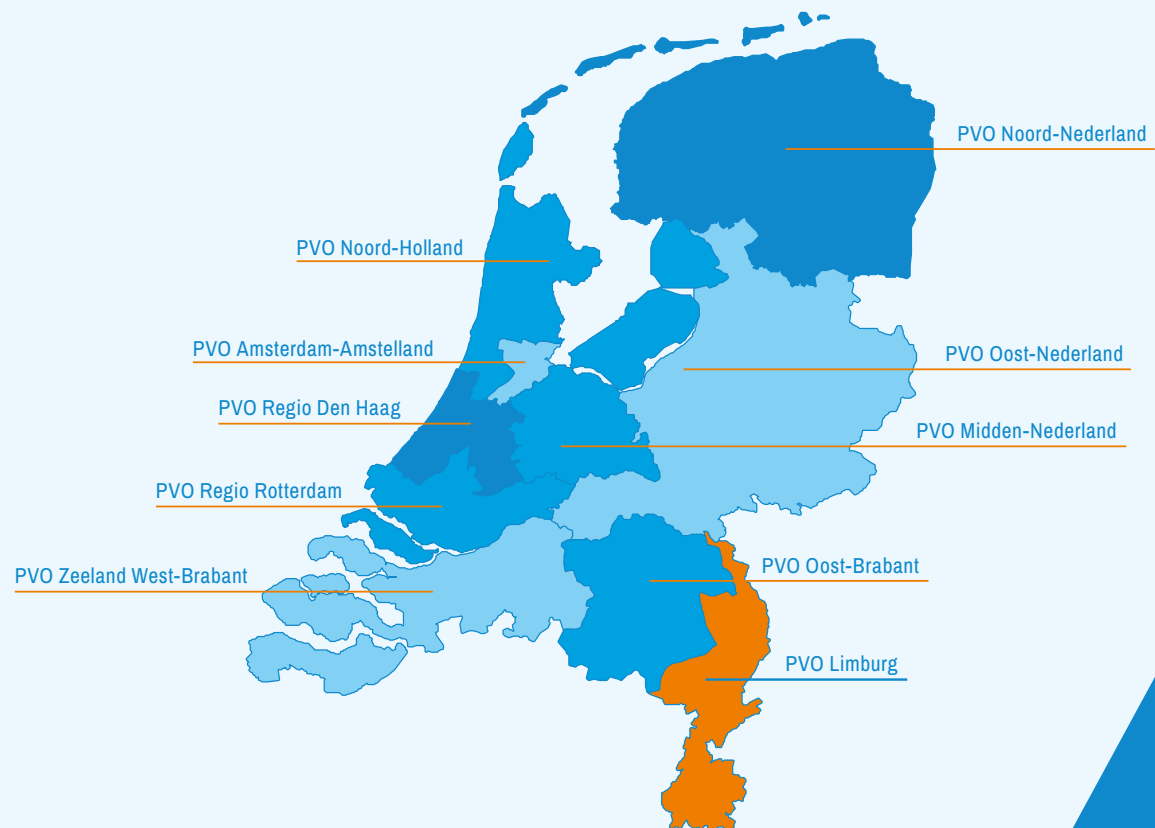 PVO Noord-Nederland
PVO Noord-Holland
PVO Amsterdam-Amstelland
PVO Oost-Nederland
PVO Regio Den Haag
PVO Midden-Nederland
PVO Regio Rotterdam
PVO Oost-Brabant
PVO Zeeland West-Brabant
PVO Limburg